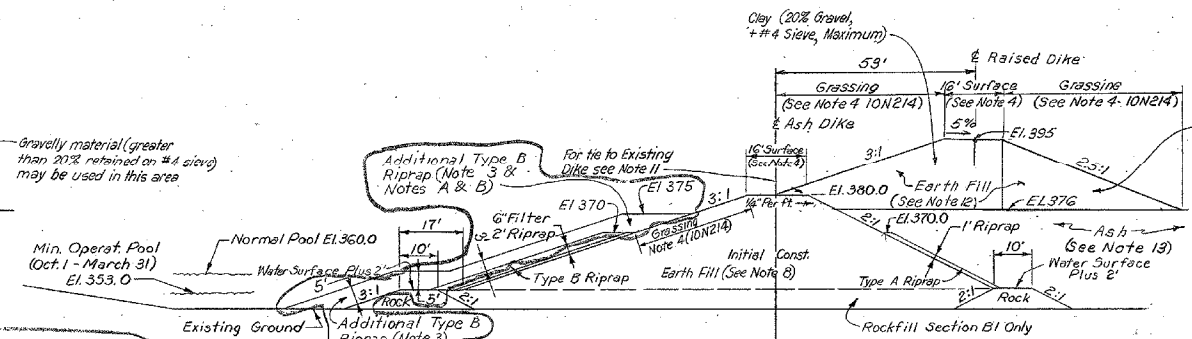 Clay (20% Gravel,
+ #4 Sieve, Maximum)
℄ Raised Dike
59'
Grassing
(See Note 4 10N214)
16' Surface
(See Note 4)
Grassing
(See Note 4 10N214)
℄ Ash Dike
5%
El. 395
Gravelly material (greater
than 20% retained on #4 sieve)
may be used in this area
Additional Type B
Riprap (Note 3 &
Notes A & B)
For tie to Existing
Dike see Note 11
16' Surface
(See Note 4)
3:1
2.5:1
El 375
3:1
El. 380.0
Earth Fill
(See Note 12)
El. 376
El 370
1/4" Per ft.
17'
6" Filter
2' Riprap
5'
Grassing
Note 4 (10N214)
2:1
El. 370.0
1' Riprap
Ash
(See Note 13)
Min. Operat. Pool
(Oct. 1 - March 31)
El. 353.0
Normal Pool El. 360.0
10'
10'
Water Surface Plus 2'
Initial Const.
Earth Fill (See Note 8)
Water Surface
Plus 2'
Type B Riprap
Type A Riprap
5'
3:1
Rock
5'
2:1
2:1
Rock
2:1
Existing Ground
Additional Type B
Riprap (Note 3)
Rockfill Section B1 Only